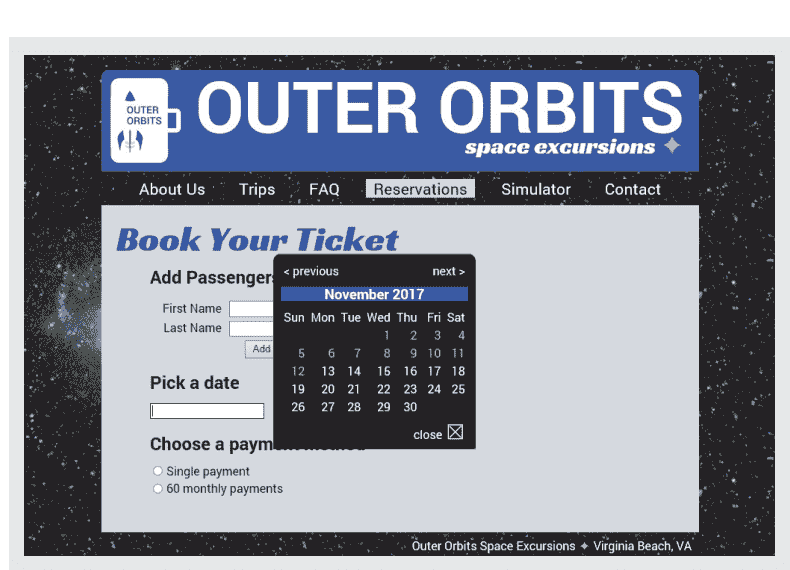 OUTER
ORBITS
OUTER ORBITS
space excursions
About Us Trips FAQ Reservations Simulator Contact
Book Your Ticket
Add Passengers
First Name
Last Name
Add
Pick a date
Choose a payment method
Single payment
60 monthly payments
< previous next >
November 2017
Sun Mon Tue Wed Thu Fri Sat
1 2 3 4
5 6 7 8 9 10 11
12 13 14 15 16 17 18
19 20 21 22 23 24 25
26 27 28 29 30
close
Outer Orbits Space Excursions ✦ Virginia Beach, VA